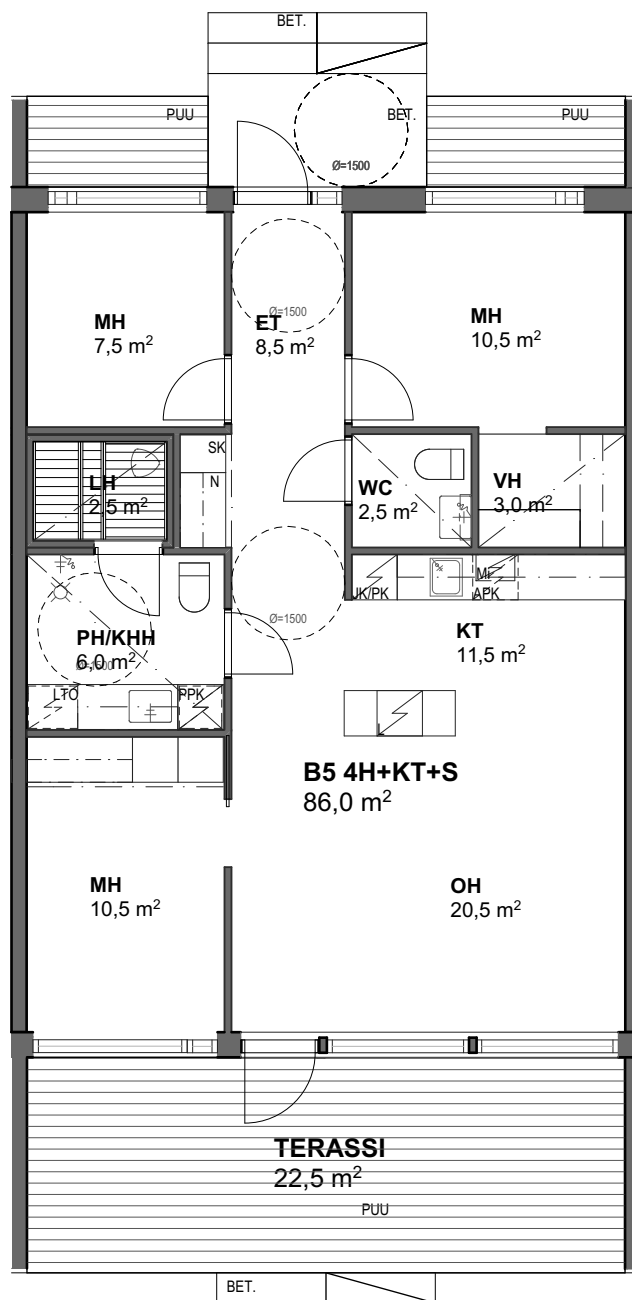 BET.
PUU
BET.
PUU
Ø=1500
Ø=1500
MH
7,5 m²
ET
8,5 m²
MH
10,5 m²
SK
N
LH
2,5 m²
WC
2,5 m²
VH
3,0 m²
JK/PK
MI
APK
Ø=1500
KT
11,5 m²
PH/KHH
6,0 m²
Ø=1500
LTO
PPK
L
B5 4H+KT+S
86,0 m²
MH
10,5 m²
OH
20,5 m²
TERASSI
22,5 m²
PUU
BET.